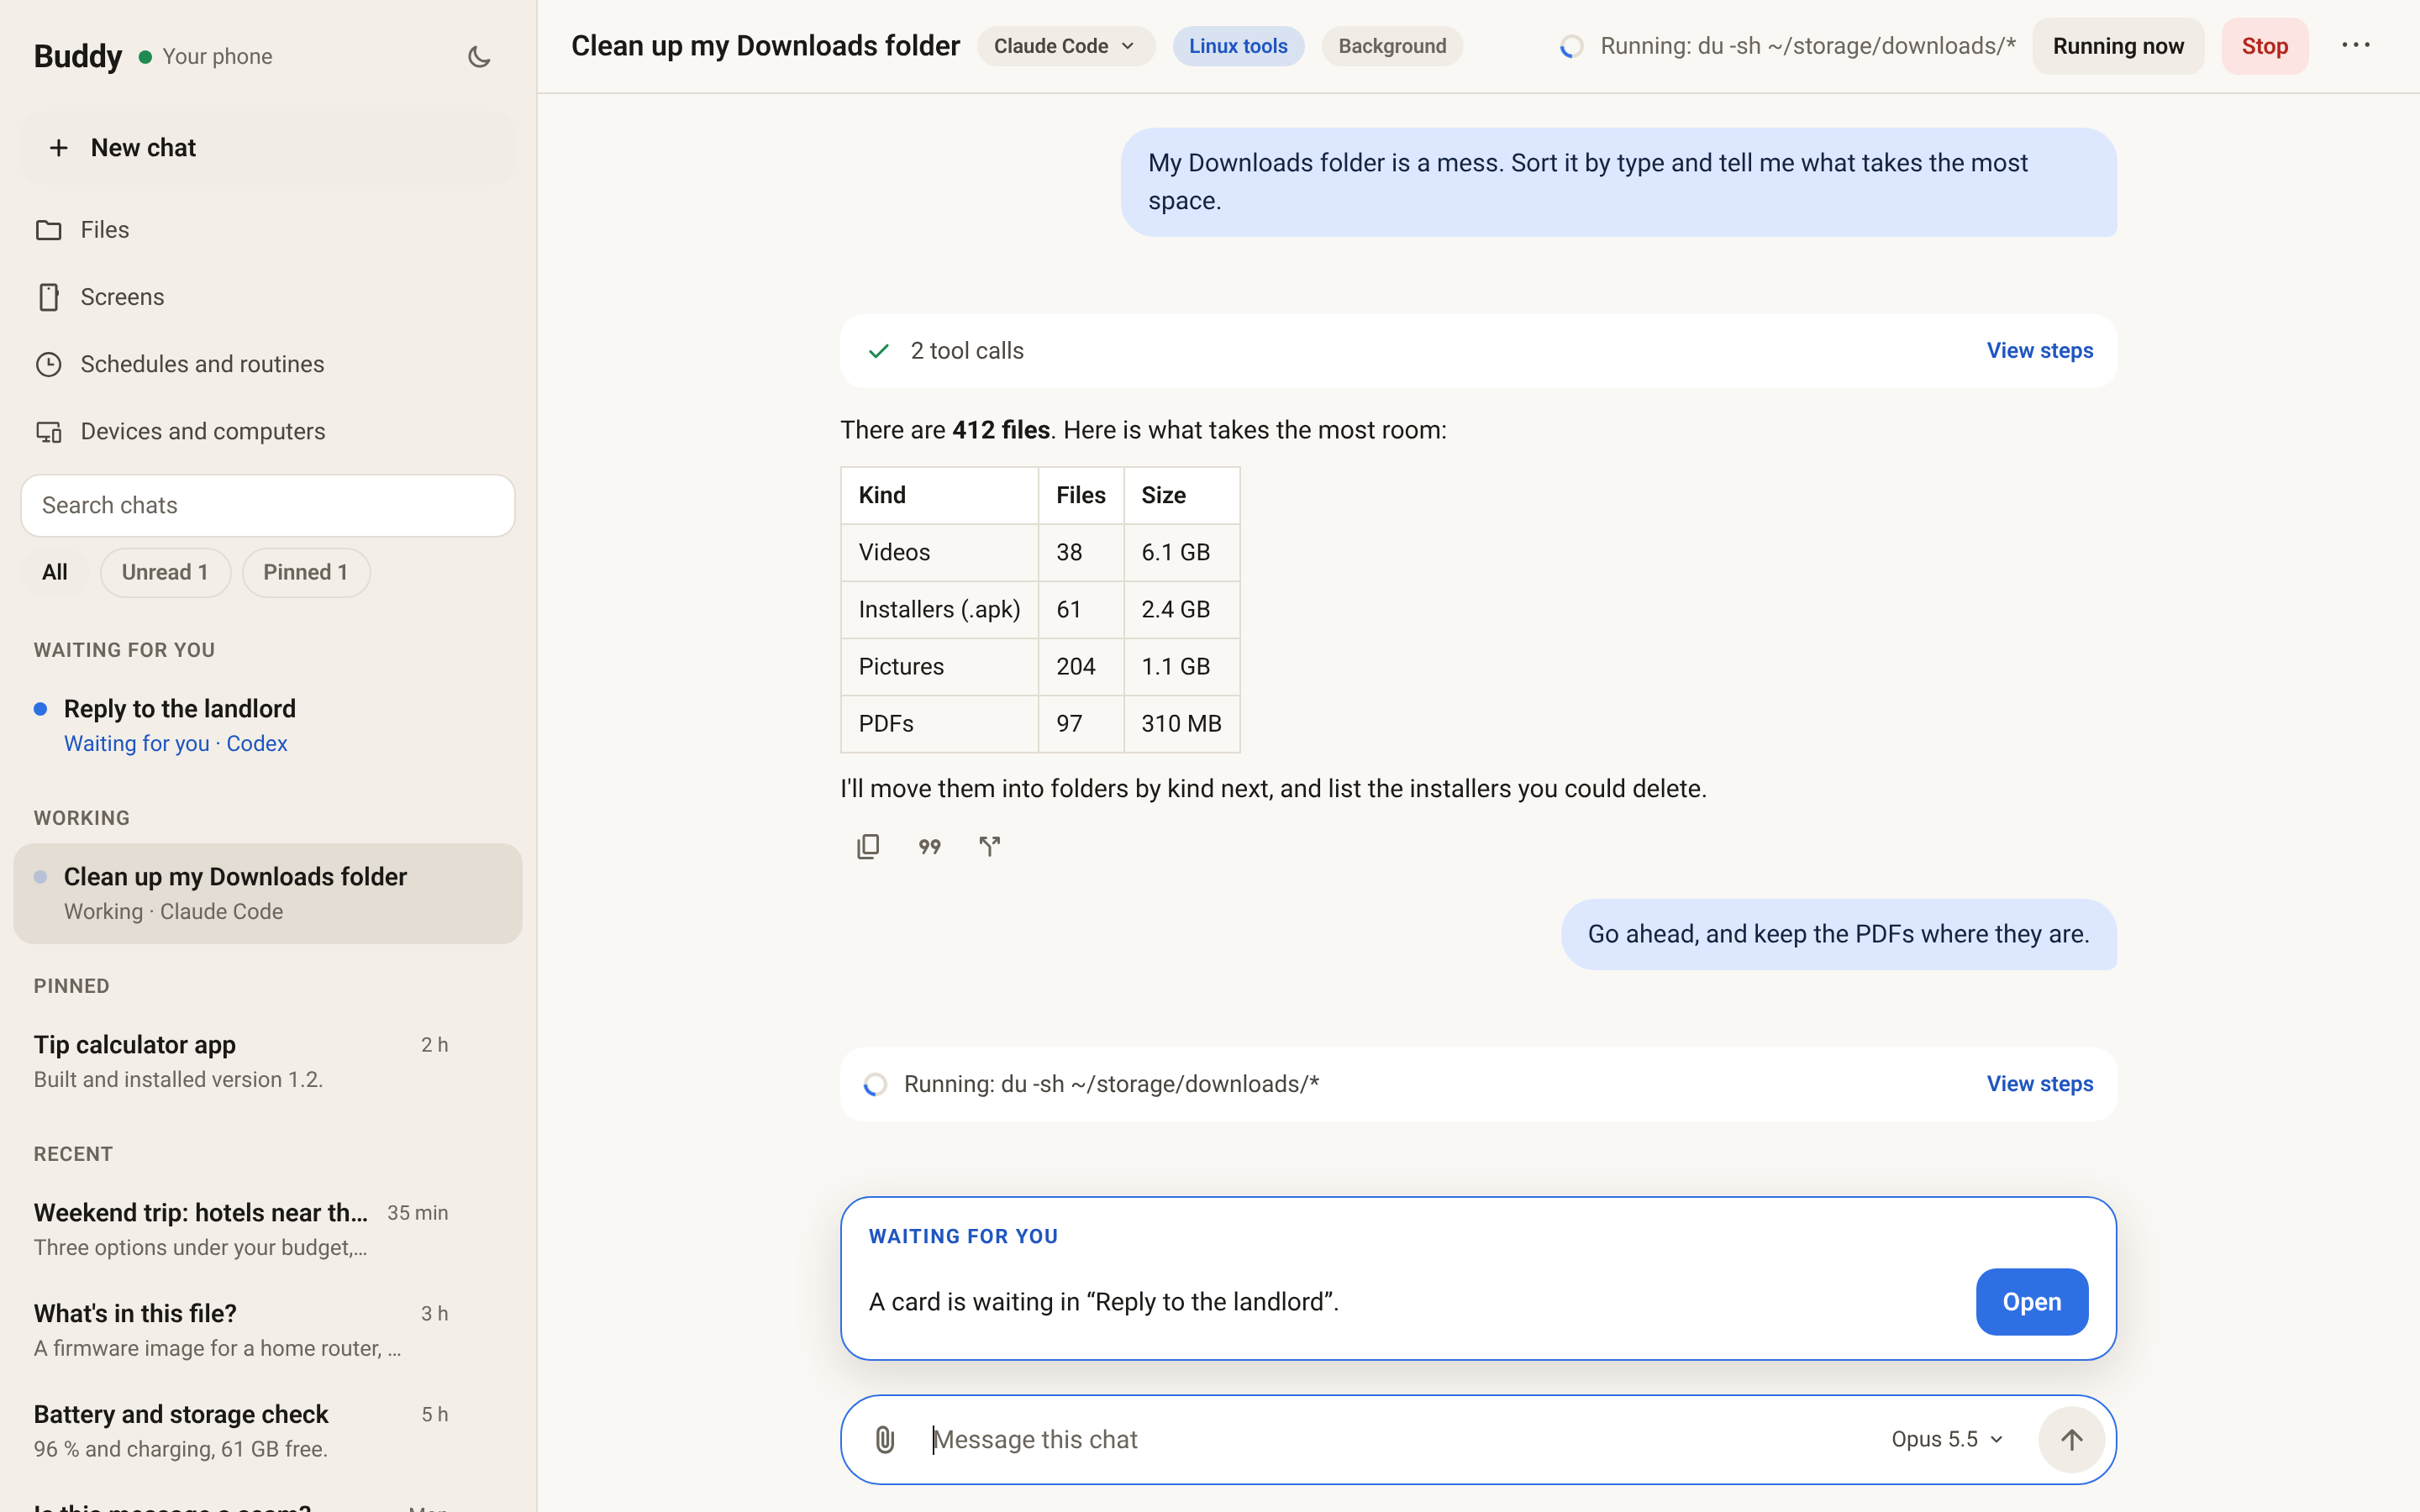 Buddy
Your phone
New chat
Files
Screens
Schedules and routines
Devices and computers
Search chats
All
Unread 1
Pinned 1
WAITING FOR YOU
Reply to the landlord
Waiting for you · Codex
WORKING
Clean up my Downloads folder
Working · Claude Code
PINNED
Tip calculator app 2 h
Built and installed version 1.2.
RECENT
Weekend trip: hotels near th... 35 min
Three options under your budget,...
What's in this file? 3 h
A firmware image for a home router, ...
Battery and storage check 5 h
96 % and charging, 61 GB free.
Clean up my Downloads folder
Claude Code
Linux tools
Background
Running: du -sh ~/storage/downloads/*
Running now
Stop
My Downloads folder is a mess. Sort it by type and tell me what takes the most
space.
2 tool calls
View steps
There are 412 files. Here is what takes the most room:
Kind Files Size
Videos 38 6.1 GB
Installers (.apk) 61 2.4 GB
Pictures 204 1.1 GB
PDFs 97 310 MB
I'll move them into folders by kind next, and list the installers you could delete.
Go ahead, and keep the PDFs where they are.
Running: du -sh ~/storage/downloads/*
View steps
WAITING FOR YOU
A card is waiting in “Reply to the landlord”.
Open
Message this chat
Opus 5.5